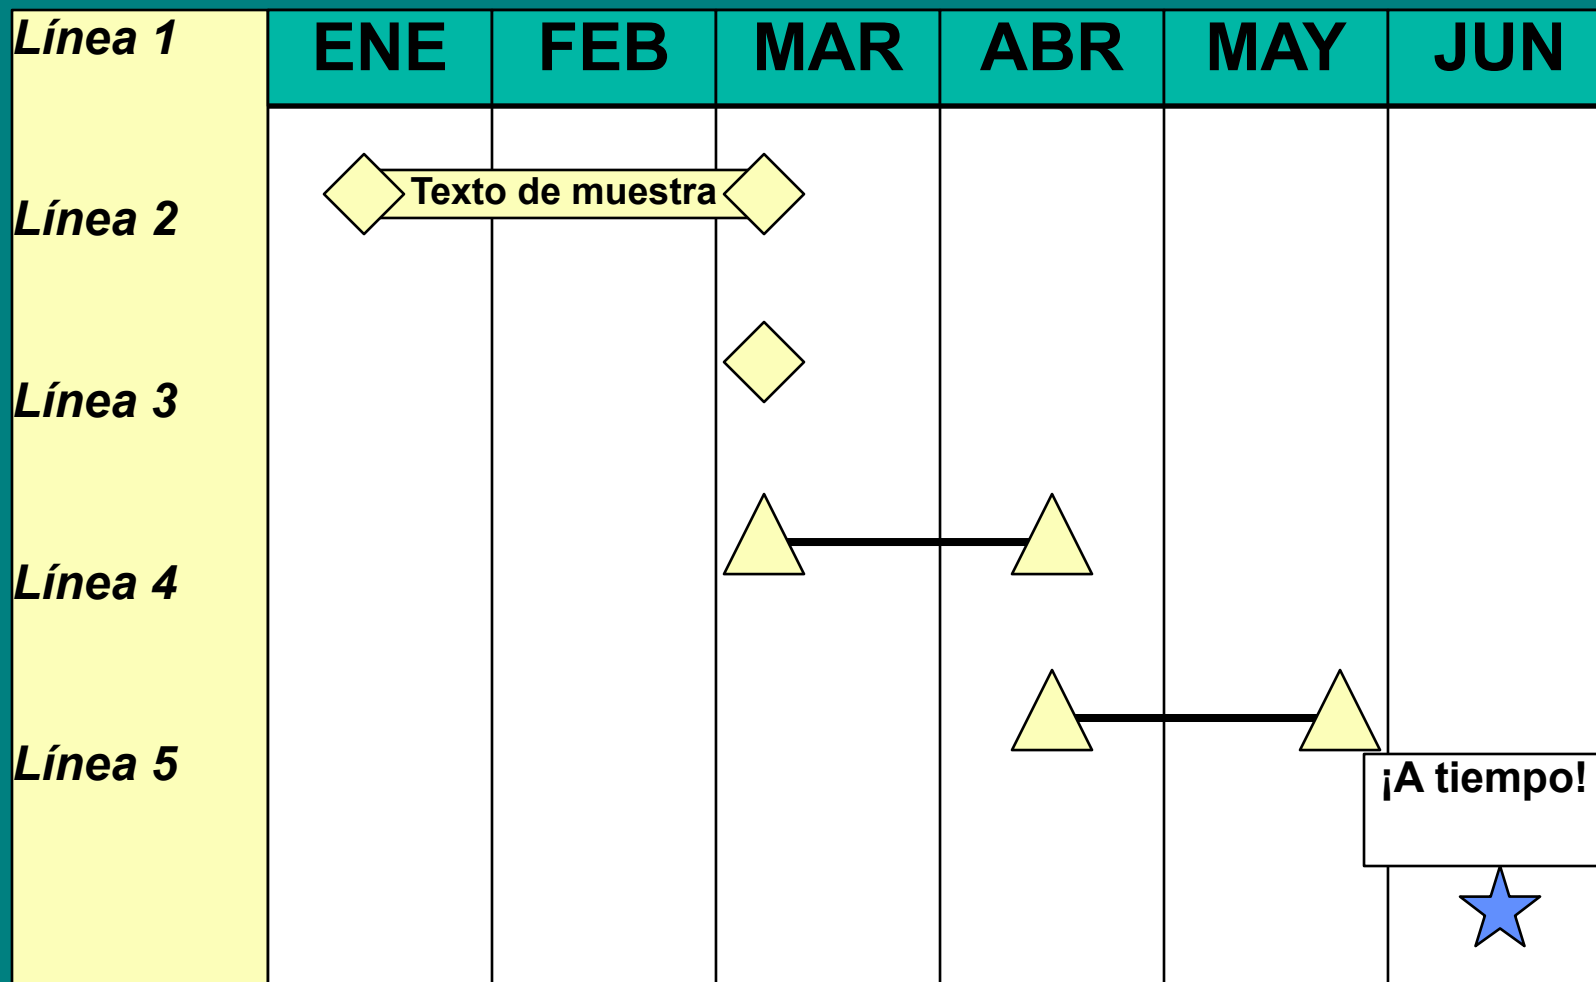 Línea 1
ENE FEB MAR ABR MAY JUN
Texto de muestra
Línea 2
Línea 3
Línea 4
Línea 5
¡A tiempo!